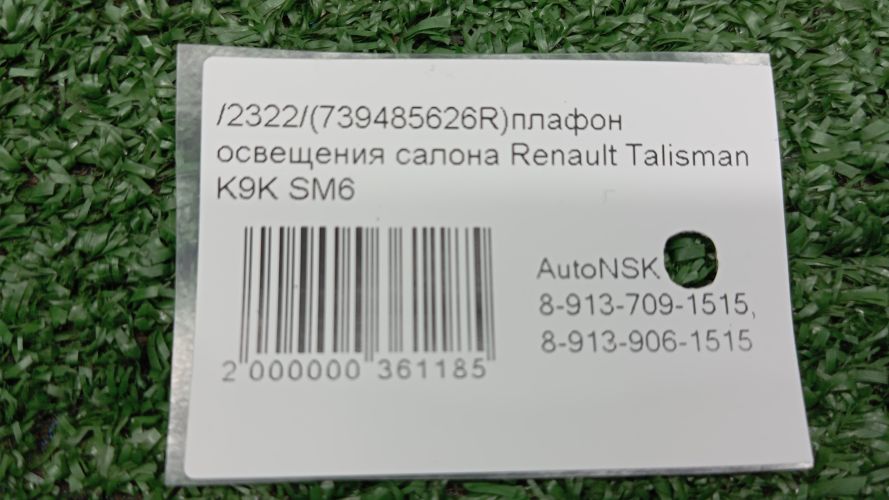 /2322/(739485626R)плафон
освещения салона Renault Talisman
K9K SM6
AutoNSK
8-913-709-1515,
8-913-906-1515
2 000000 361185